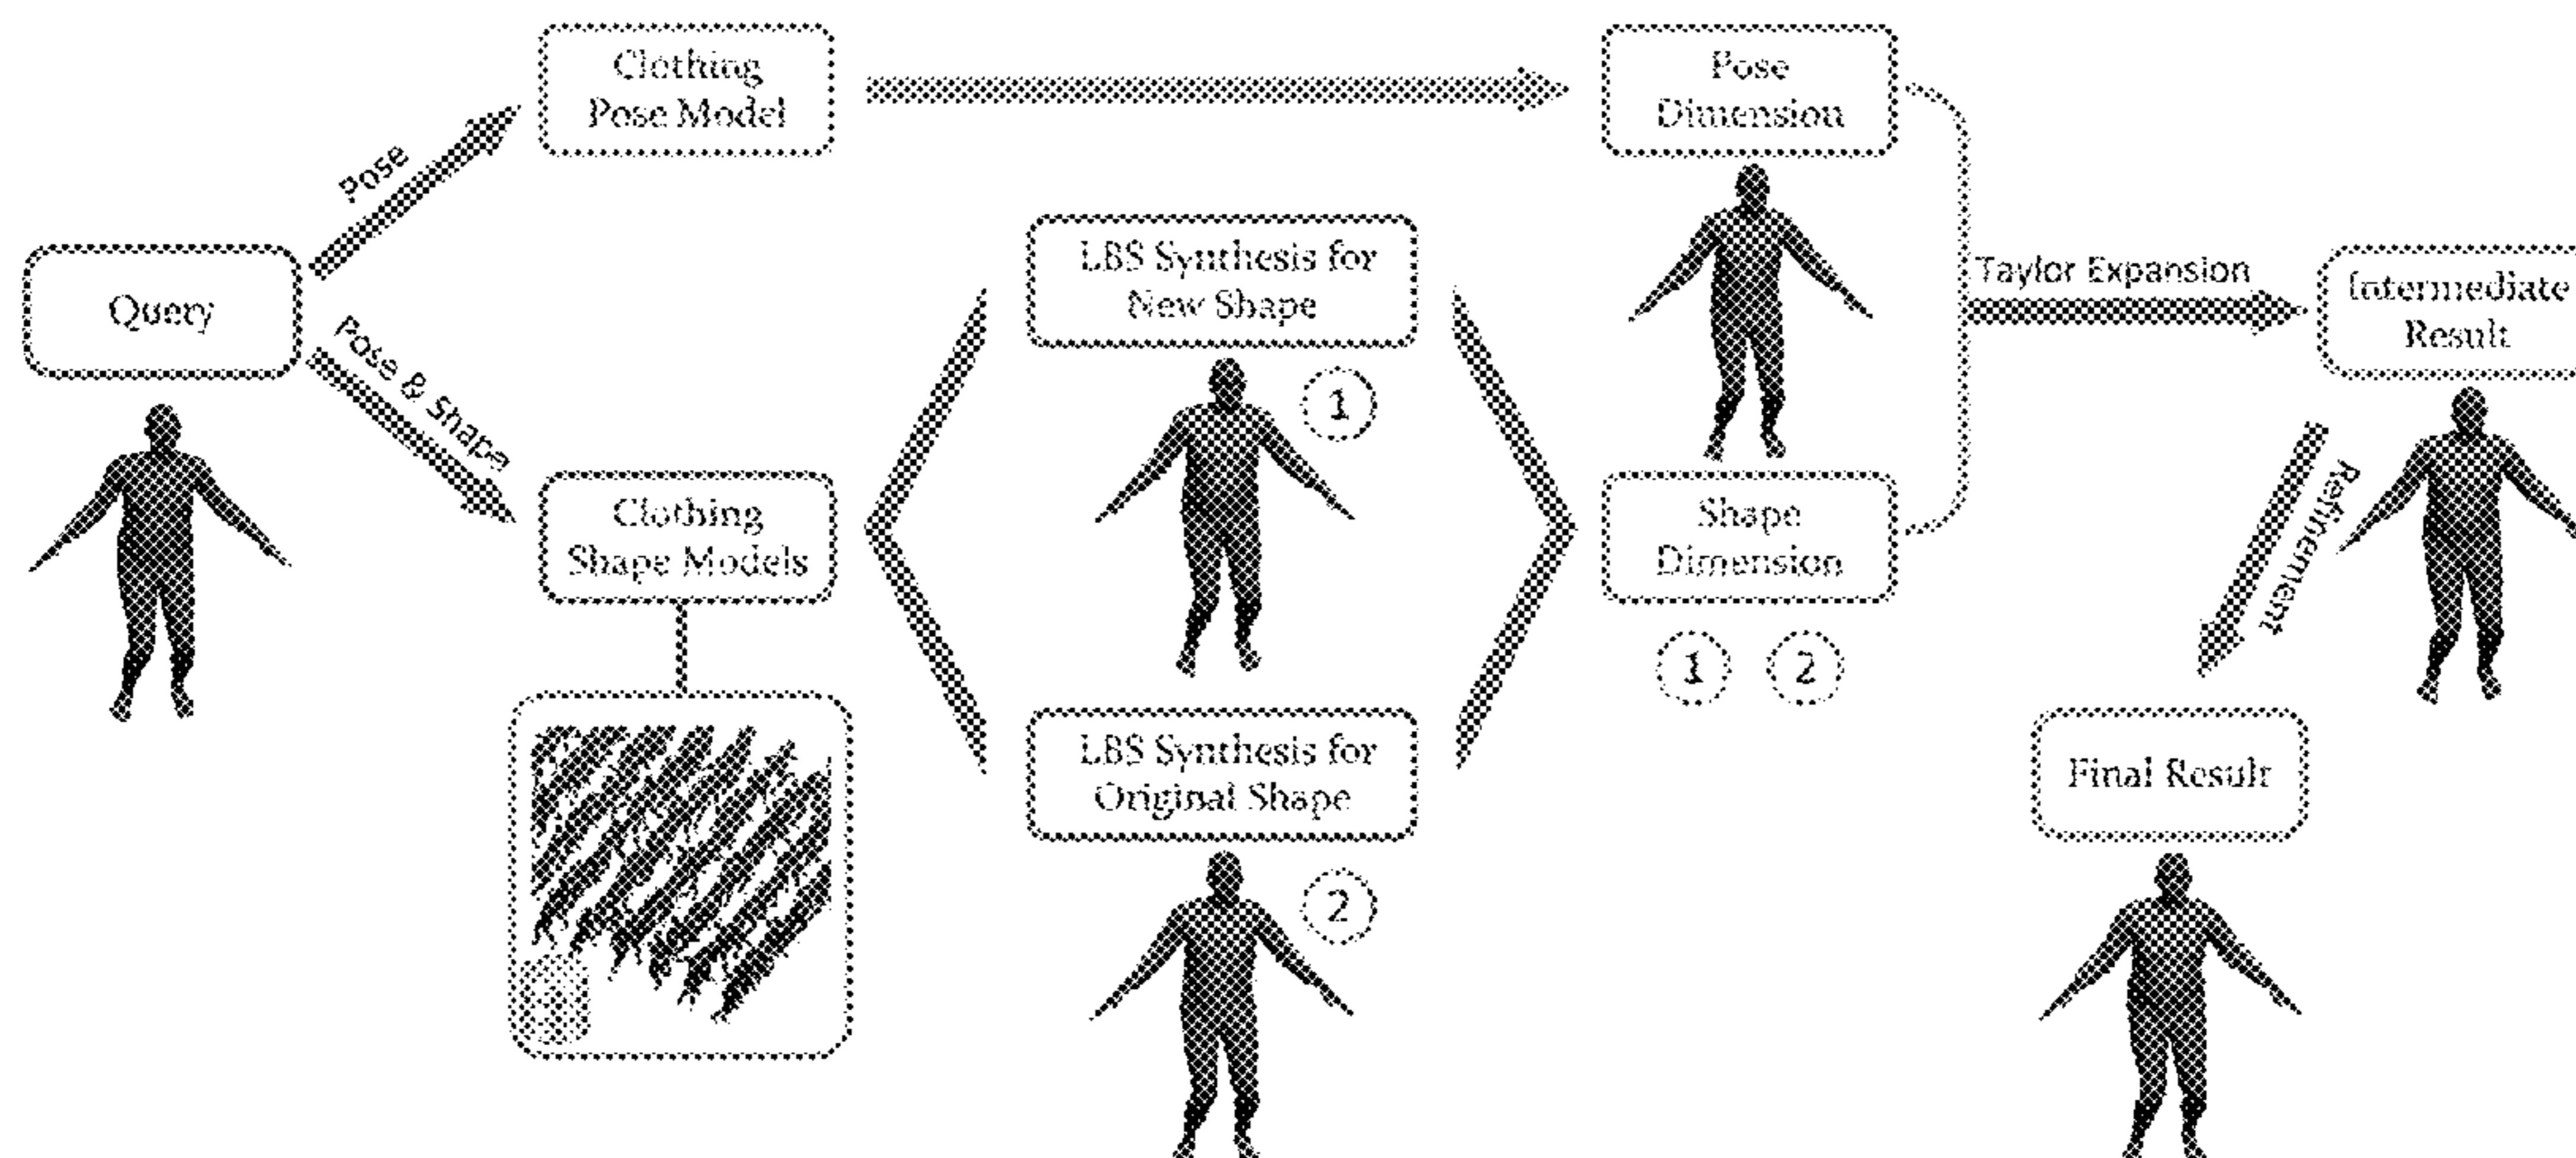 Clothing
Pose Model
Pose
Dimension
Pose
Query
Pose & Shape
LBS Synthesis for
New Shape
1
Taylor Expansion
Intermediate
Result
Refinement
Clothing
Shape Models
Shape
Dimension
1 2
LBS Synthesis for
Original Shape
2
Final Result